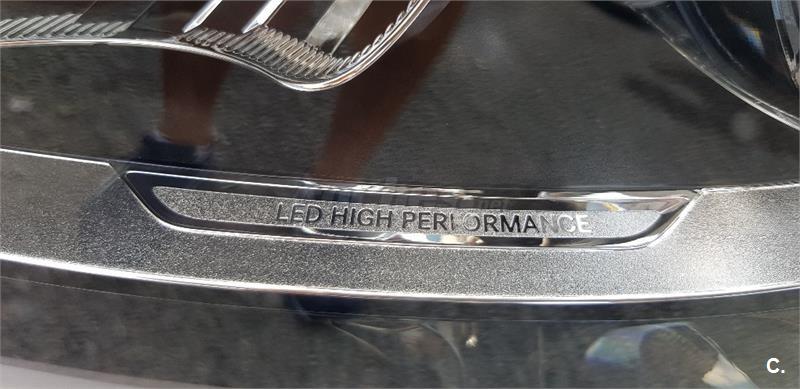 LED HIGH PERFORMANCE
C.